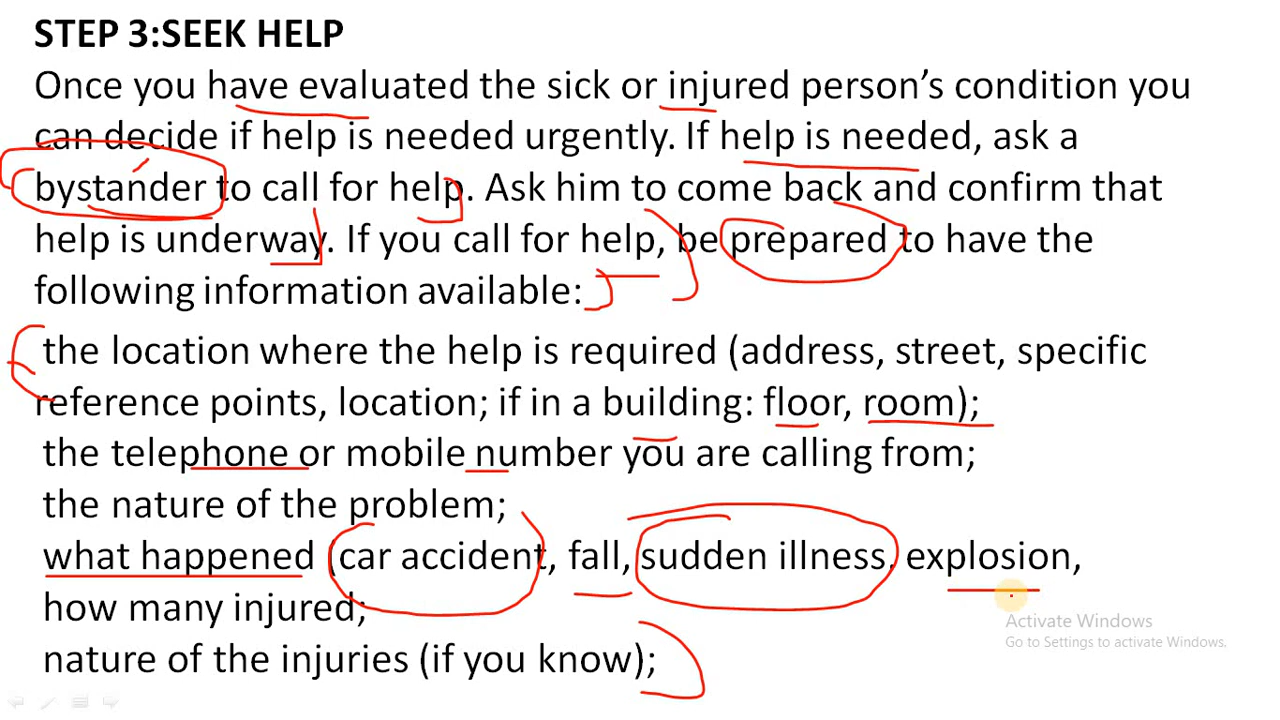 STEP 3:SEEK HELP
Once you have evaluated the sick or injured person’s condition you
can decide if help is needed urgently. If help is needed, ask a
bystander to call for help. Ask him to come back and confirm that
help is underway. If you call for help, be prepared to have the
following information available:
the location where the help is required (address, street, specific
reference points, location; if in a building: floor, room);
the telephone or mobile number you are calling from;
the nature of the problem;
what happened (car accident, fall, sudden illness, explosion,
how many injured;
nature of the injuries (if you know);
Activate Windows
Go to Settings to activate Windows.